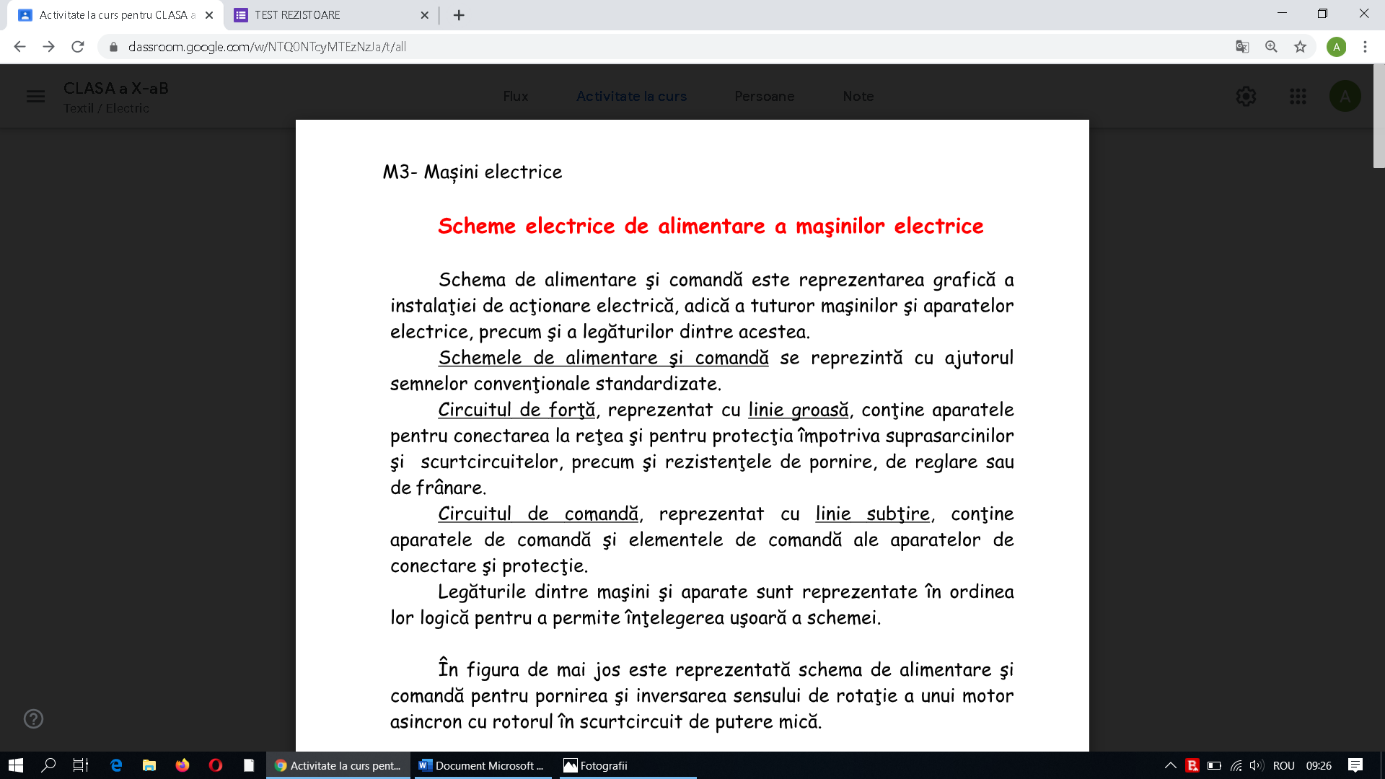 Activitate la curs pentru CLASA a
TEST REZISTOARE
classroom.google.com/w/NTQ0NTcyMTEzNzJa/t/all
A
CLASA a X-aB
Textil / Electric
Flux
Activitate la curs
Persoane
Note
A
M3- Mașini electrice
Scheme electrice de alimentare a maşinilor electrice
Schema de alimentare şi comandă este reprezentarea grafică a
instalaţiei de acţionare electrică, adică a tuturor maşinilor şi aparatelor
electrice, precum şi a legăturilor dintre acestea.
Schemele de alimentare şi comandă se reprezintă cu ajutorul
semnelor convenţionale standardizate.
Circuitul de forţă, reprezentat cu linie groasă, conţine aparatele
pentru conectarea la reţea şi pentru protecţia împotriva suprasarcinilor
şi scurtcircuitelor, precum şi rezistenţele de pornire, de reglare sau
de frânare.
Circuitul de comandă, reprezentat cu linie subţire, conţine
aparatele de comandă şi elementele de comandă ale aparatelor de
conectare şi protecţie.
Legăturile dintre maşini şi aparate sunt reprezentate în ordinea
lor logică pentru a permite înţelegerea uşoară a schemei.
În figura de mai jos este reprezentată schema de alimentare şi
comandă pentru pornirea şi inversarea sensului de rotaţie a unui motor
asincron cu rotorul în scurtcircuit de putere mică.
Activitate la curs pent...
Document Microsoft ...
Fotografii
ROU
09:26